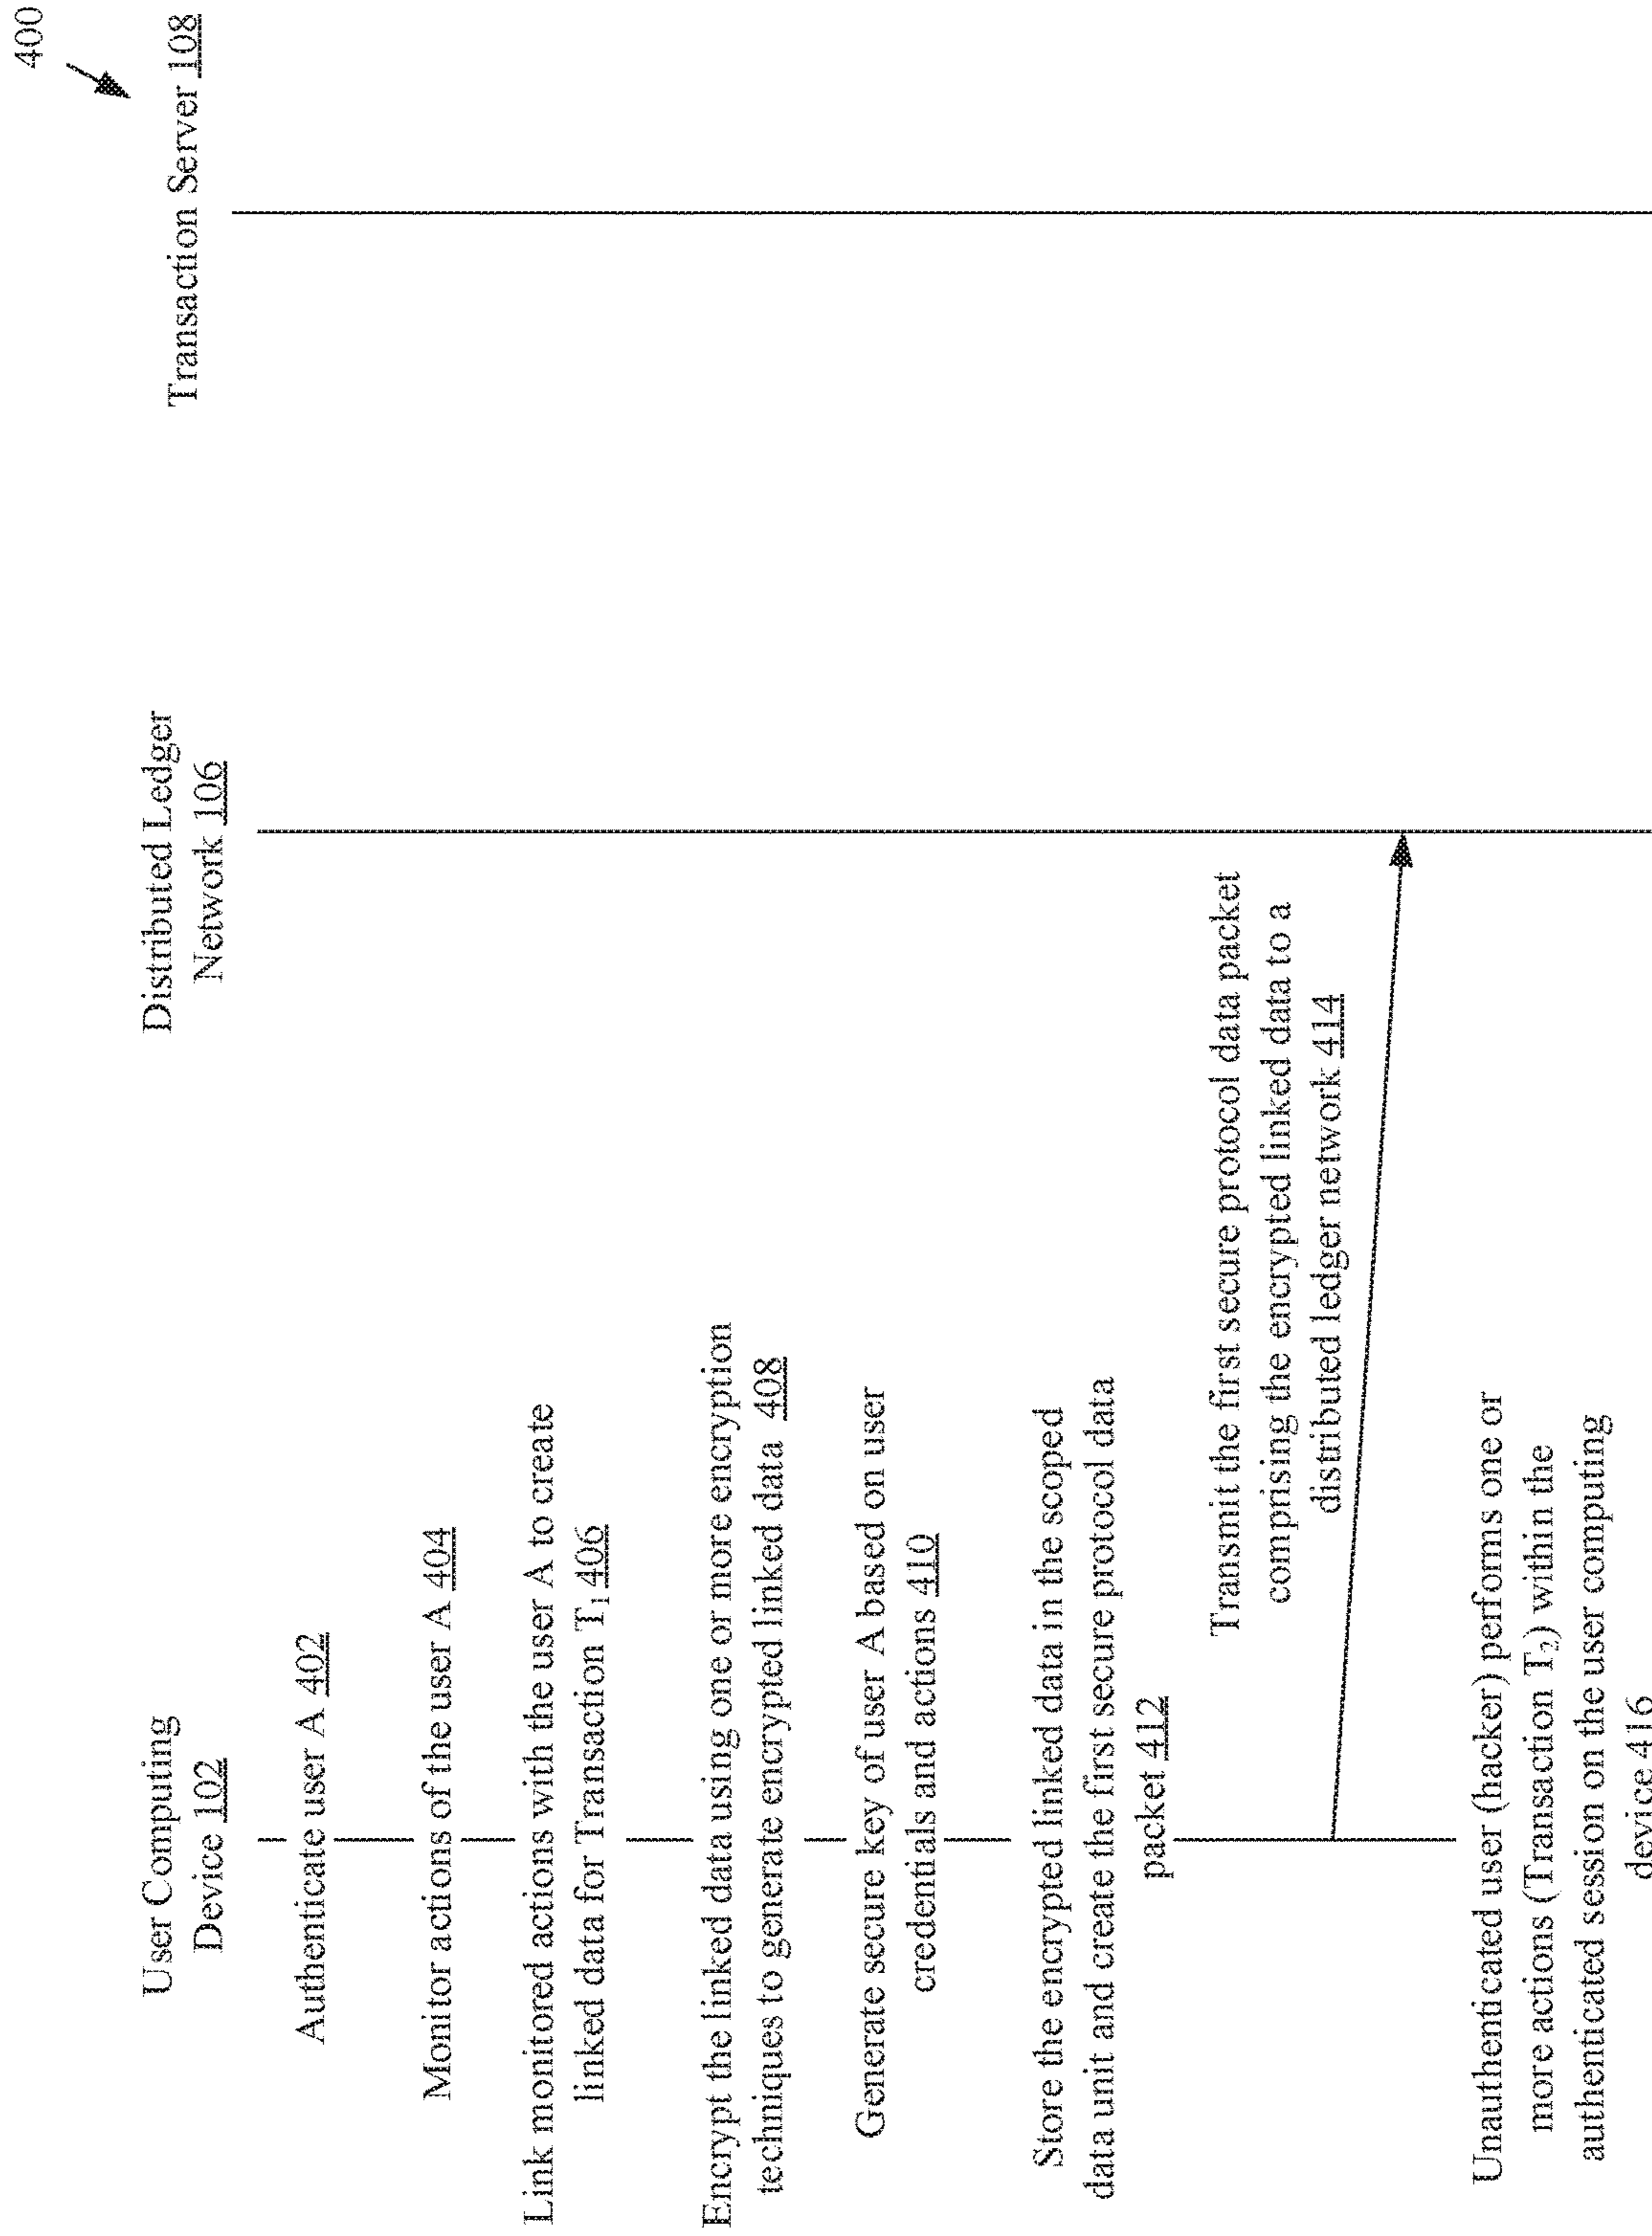 400
User Computing
Device 102
Distributed Ledger
Network 106
Transaction Server 108
Authenticate user A 402
Monitor actions of the user A 404
Link monitored actions with the user A to create
linked data for Transaction T₁ 406
Encrypt the linked data using one or more encryption
techniques to generate encrypted linked data 408
Generate secure key of user A based on user
credentials and actions 410
Store the encrypted linked data in the scoped
data unit and create the first secure protocol data
packet 412
Transmit the first secure protocol data packet
comprising the encrypted linked data to a
distributed ledger network 414
Unauthenticated user (hacker) performs one or
more actions (Transaction T₂) within the
authenticated session on the user computing
device 416